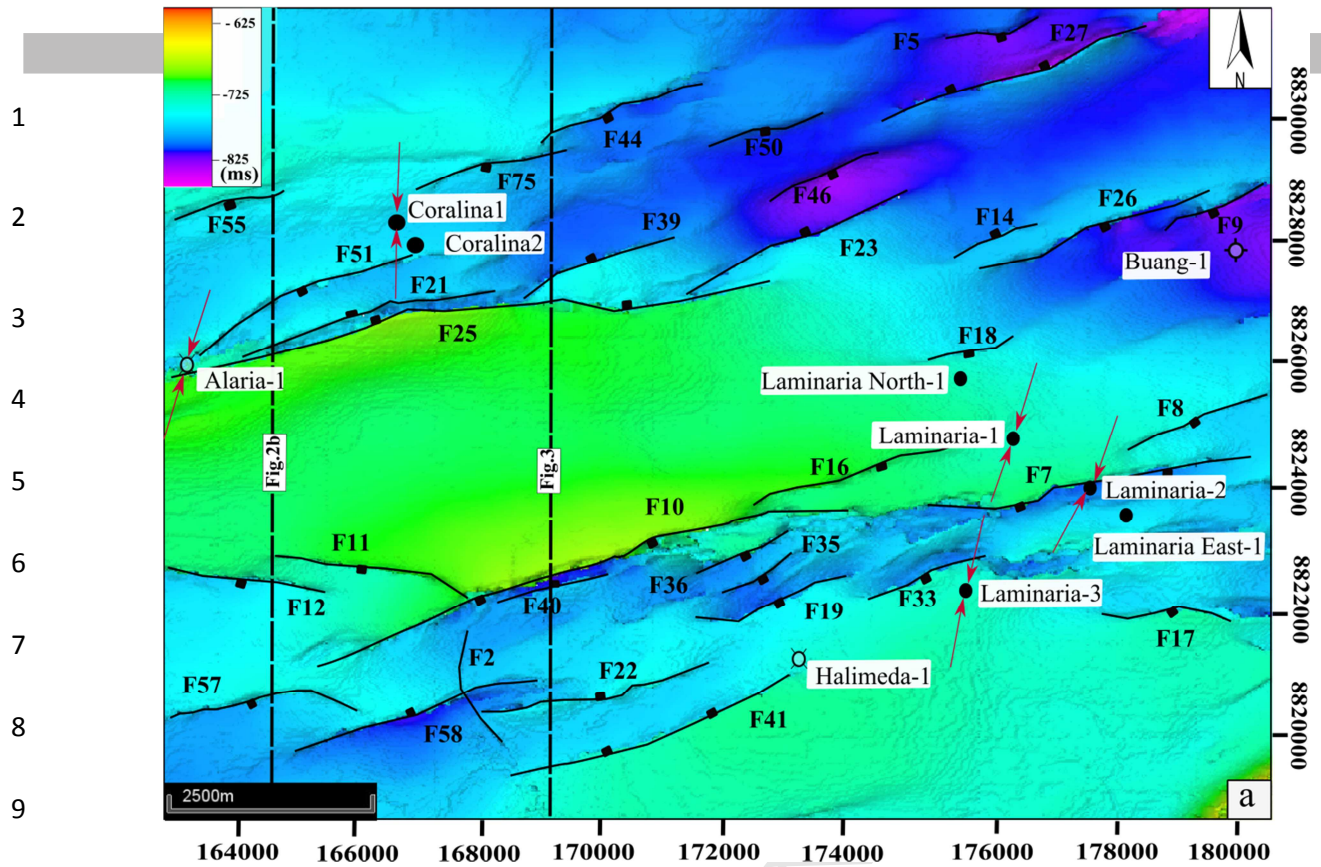 - 625
-725
-825
(ms)
N
1
2
3
4
5
6
7
8
9
F5
F27
F44
F50
F75
F55
F46
F26
Coralina1
F39
F14
F9
F51
Coralina2
F23
Buang-1
F21
F25
F18
Alaria-1
Laminaria North-1
F8
Laminaria-1
Fig.2b
Fig.3
F16
F7
Laminaria-2
F10
F35
Laminaria East-1
F11
F36
F12
F40
F19
F33
Laminaria-3
F17
F2
F22
Halimeda-1
F57
F58
F41
2500m
a
8830000
8828000
8826000
8824000
8822000
8820000
164000 166000 168000 170000 172000 174000 176000 178000 180000